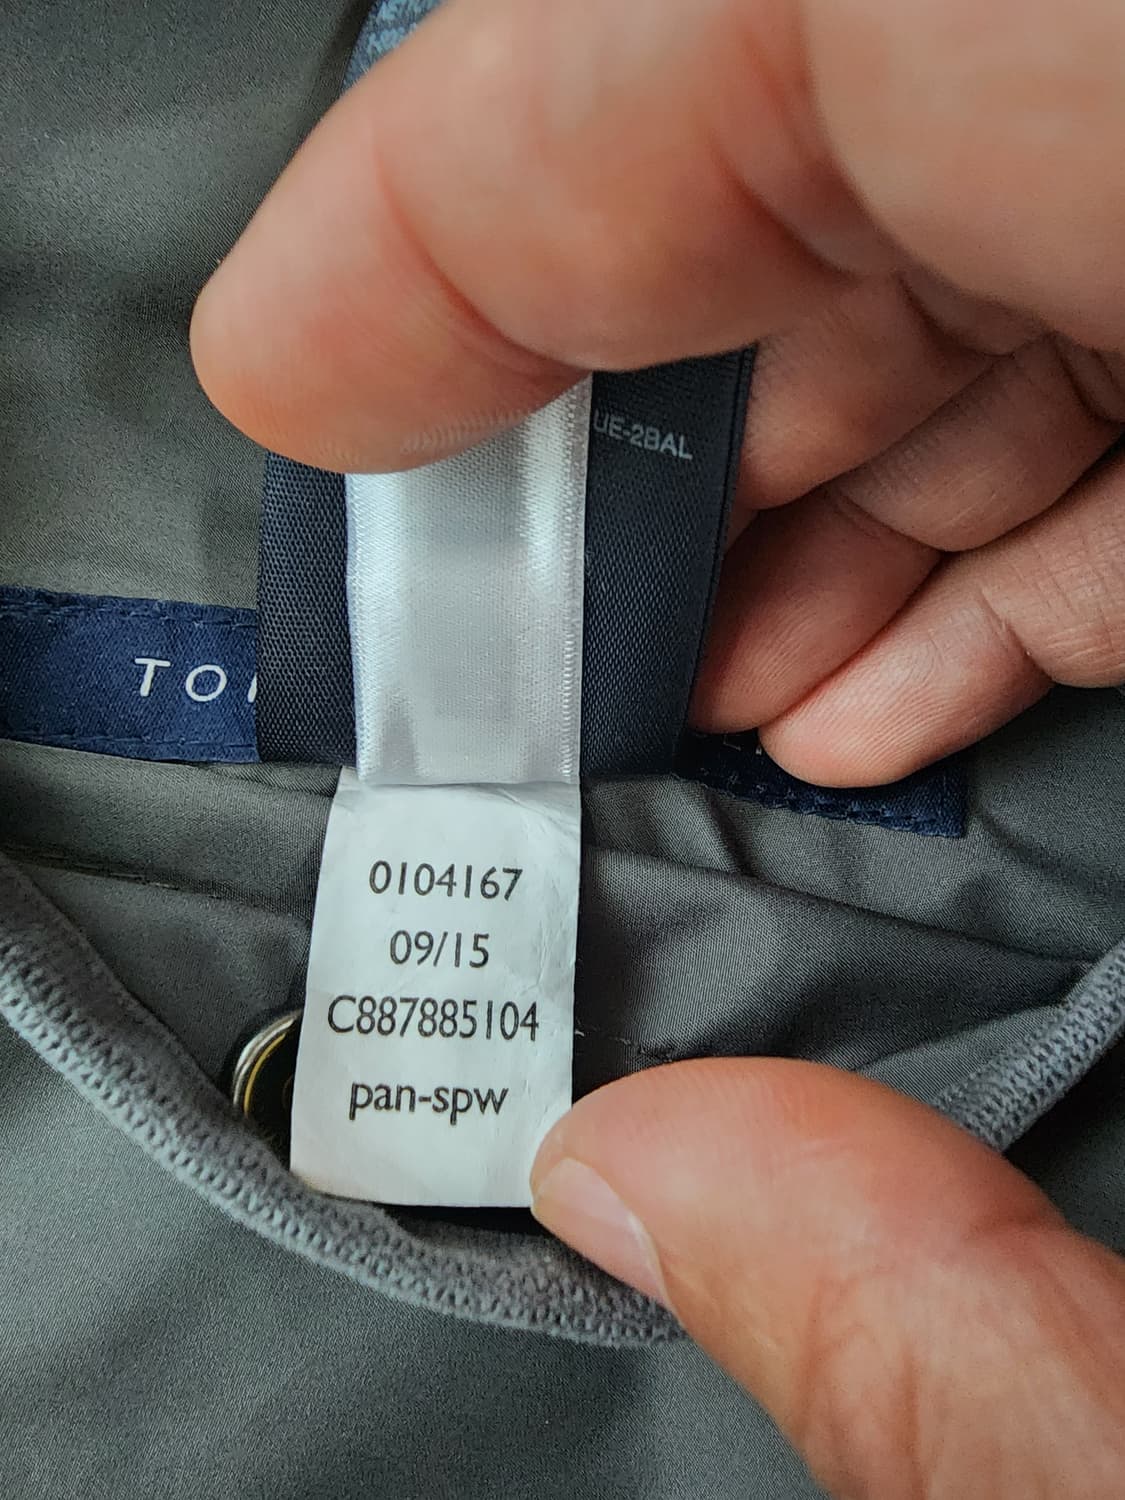 UE-2BAL
TO
0104167
09/15
C887885104
pan-spw